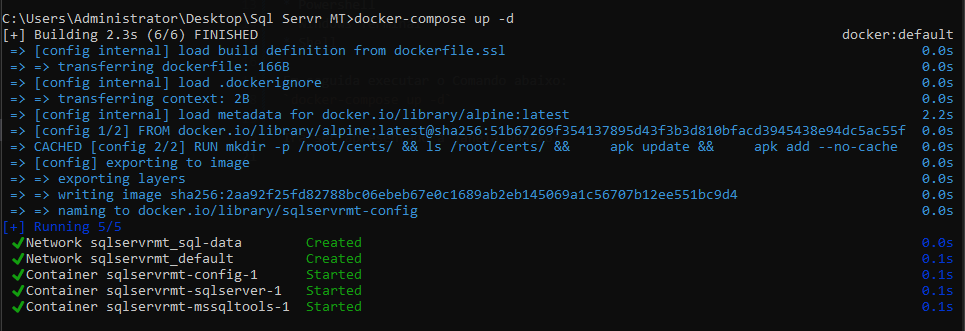 C:\Users\Administrator\Desktop\Sql Servr MT>docker-compose up -d
[+] Building 2.3s (6/6) FINISHED docker:default
=> [config internal] load build definition from dockerfile.ssl 0.0s
=> => transferring dockerfile: 166B 0.0s
=> [config internal] load .dockerignore 0.0s
=> => transferring context: 2B 0.0s
=> [config internal] load metadata for docker.io/library/alpine:latest 2.2s
=> [config 1/2] FROM docker.io/library/alpine:latest@sha256:51b67269f354137895d43f3b3d810bfacd3945438e94dc5ac55f 0.0s
=> CACHED [config 2/2] RUN mkdir -p /root/certs/ && ls /root/certs/ && apk update && apk add --no-cache 0.0s
=> [config] exporting to image 0.0s
=> => exporting layers 0.0s
=> => writing image sha256:2aa92f25fd82788bc06ebeb67e0c1689ab2eb145069a1c56707b12ee551bc9d4 0.0s
=> => naming to docker.io/library/sqlservrmt-config 0.0s
[+] Running 5/5
✔Network sqlservrmt_sql-data Created 0.0s
✔Network sqlservrmt_default Created 0.1s
✔Container sqlservrmt-config-1 Started 0.1s
✔Container sqlservrmt-sqlserver-1 Started 0.1s
✔Container sqlservrmt-mssqltools-1 Started 0.1s